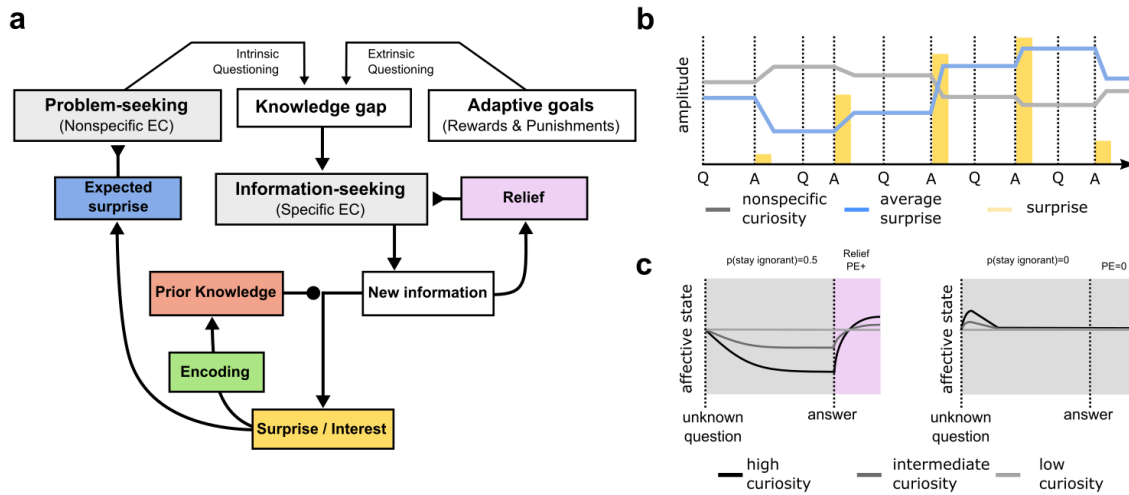 a
Intrinsic
Questioning
Extrinsic
Questioning
Problem-seeking
(Nonspecific EC)
Knowledge gap
Adaptive goals
(Rewards & Punishments)
Expected
surprise
Information-seeking
(Specific EC)
Relief
Prior Knowledge
New information
Encoding
Surprise / Interest
b
amplitude
Q A Q A Q A Q A Q A
nonspecific
curiosity
average
surprise
surprise
c
p(stay ignorant)=0.5
Relief
PE+
affective state
unknown
question
answer
p(stay ignorant)=0
PE=0
affective state
unknown
question
answer
high
curiosity
intermediate
curiosity
low
curiosity